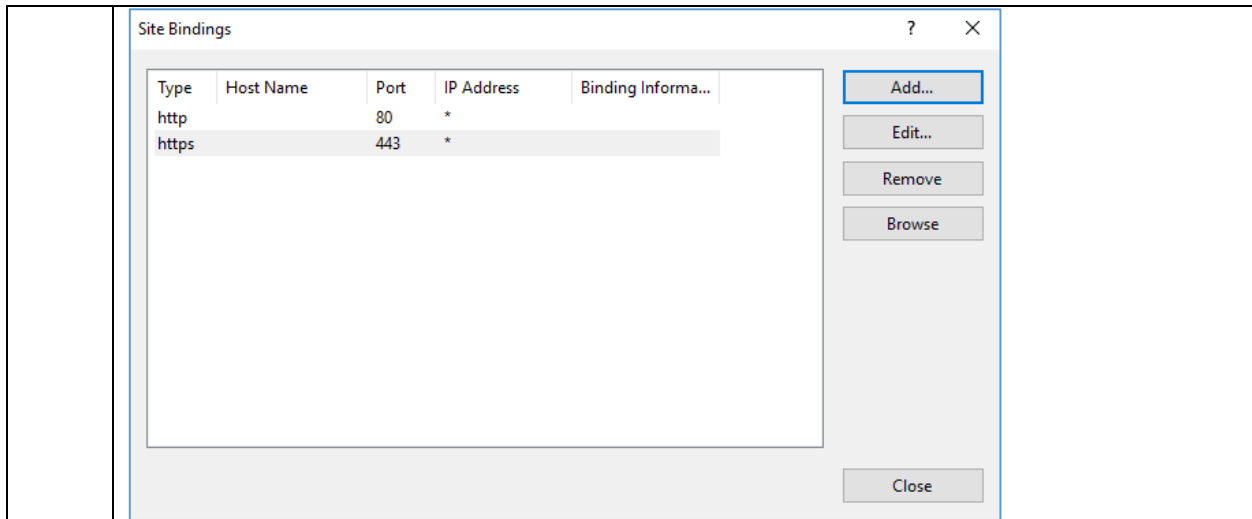 Site Bindings ?
Type Host Name Port IP Address Binding Informa...
http 80 *
https 443 *
Add...
Edit...
Remove
Browse
Close